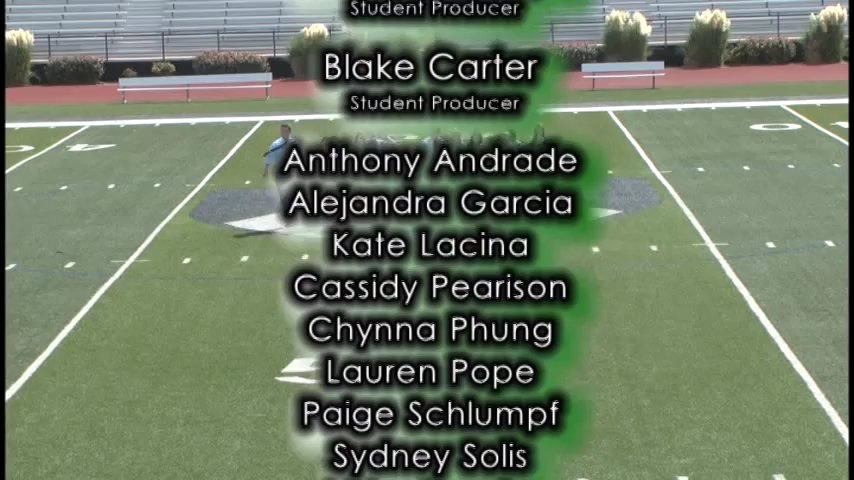 Student Producer
Blake Carter
Student Producer
Anthony Andrade
Alejandra Garcia
Kate Lacina
Cassidy Pearison
Chynna Phung
Lauren Pope
Paige Schlumpf
Sydney Solis